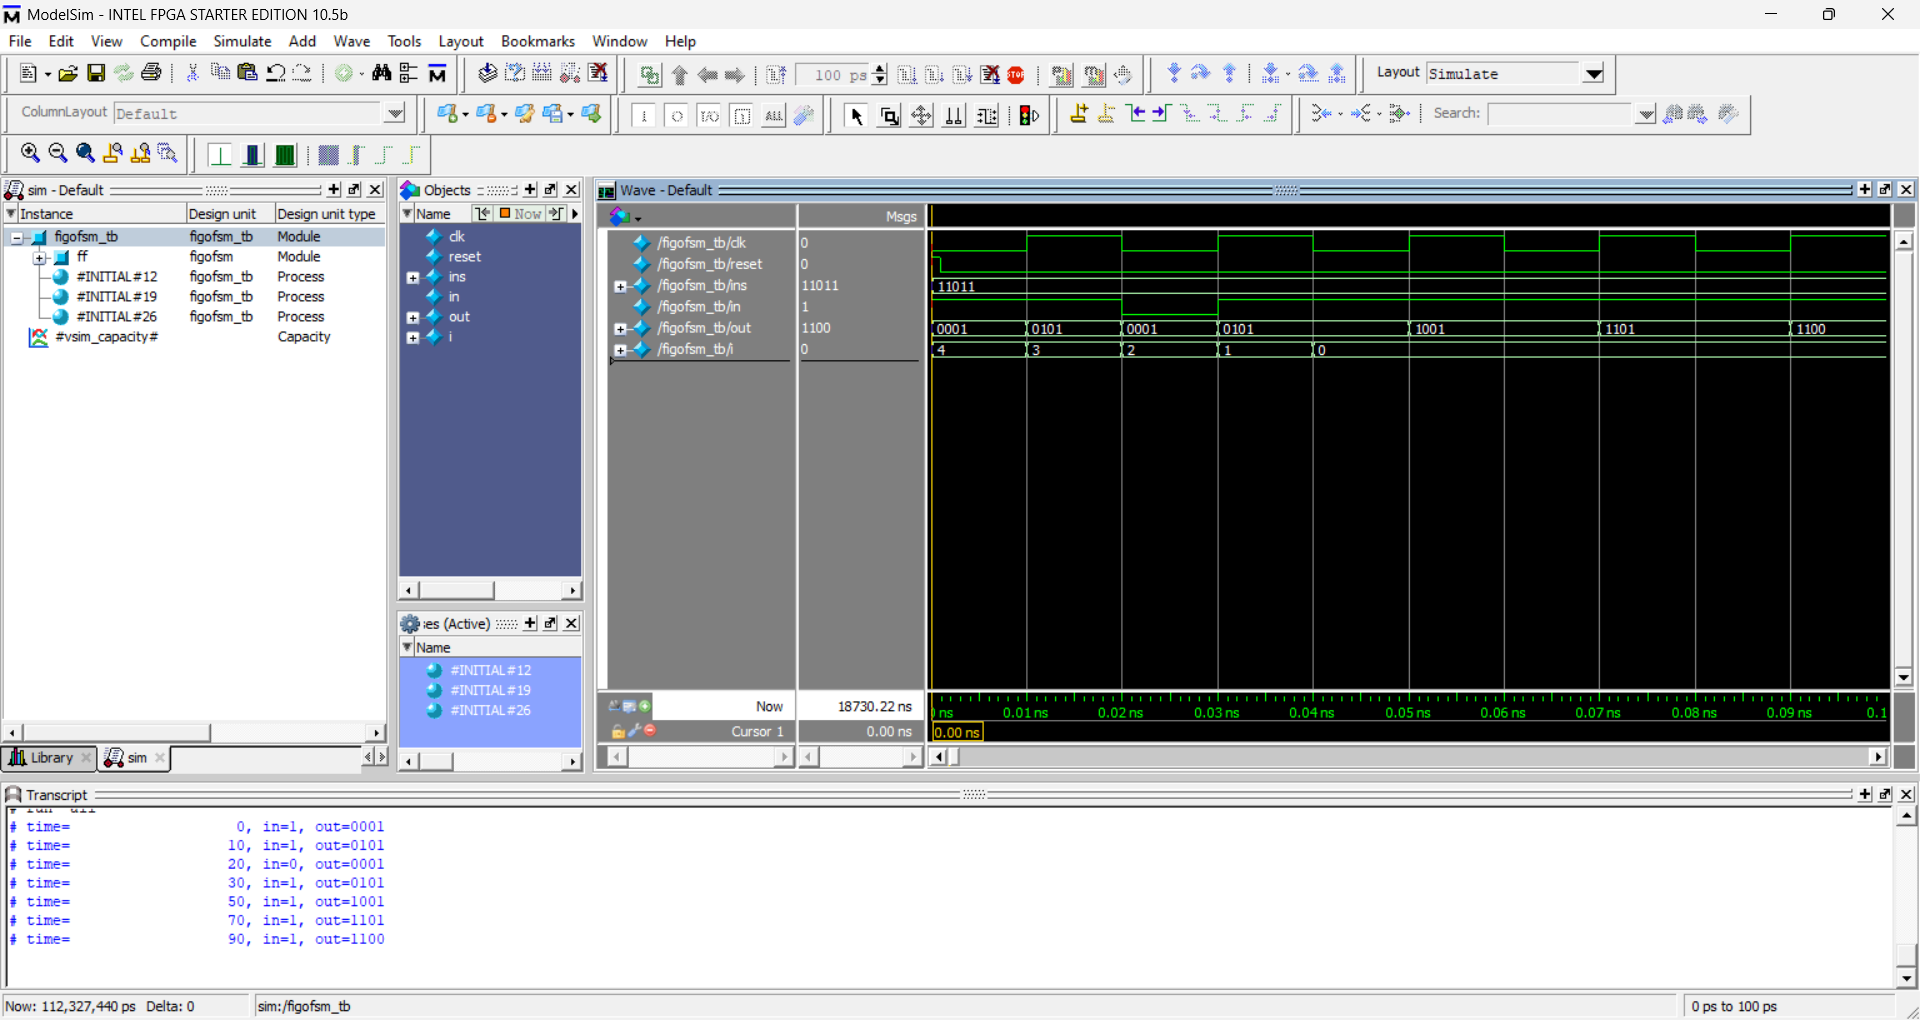 ModelSim - INTEL FPGA STARTER EDITION 10.5b
File Edit View Compile Simulate Add Wave Tools Layout Bookmarks Window Help
100 ps
Layout Simulate
ColumnLayout Default
Search:
sim - Default
Instance Design unit Design unit type
figofsm_tb figofsm_tb Module
ff figofsm Module
#INITIAL#12 figofsm_tb Process
#INITIAL#19 figofsm_tb Process
#INITIAL#26 figofsm_tb Process
#vsim_capacity# Capacity
Library sim
Objects
Name Now
clk
reset
ins
in
out
i
es (Active)
Name
#INITIAL#12
#INITIAL#19
#INITIAL#26
Wave - Default
Msgs
/figofsm_tb/clk 0
/figofsm_tb/reset 0
/figofsm_tb/ins 11011 11011
/figofsm_tb/in 1
/figofsm_tb/out 1100 0001 0101 0001 0101 1001 1101 1100
/figofsm_tb/i 0 4 3 2 1 0
Now 18730.22 ns ns 0.01 ns 0.02 ns 0.03 ns 0.04 ns 0.05 ns 0.06 ns 0.07 ns 0.08 ns 0.09 ns 0.1
Cursor 1 0.00 ns 0.00 ns
Transcript
# time= 0, in=1, out=0001
# time= 10, in=1, out=0101
# time= 20, in=0, out=0001
# time= 30, in=1, out=0101
# time= 50, in=1, out=1001
# time= 70, in=1, out=1101
# time= 90, in=1, out=1100
Now: 112,327,440 ps Delta: 0 sim:/figofsm_tb 0 ps to 100 ps